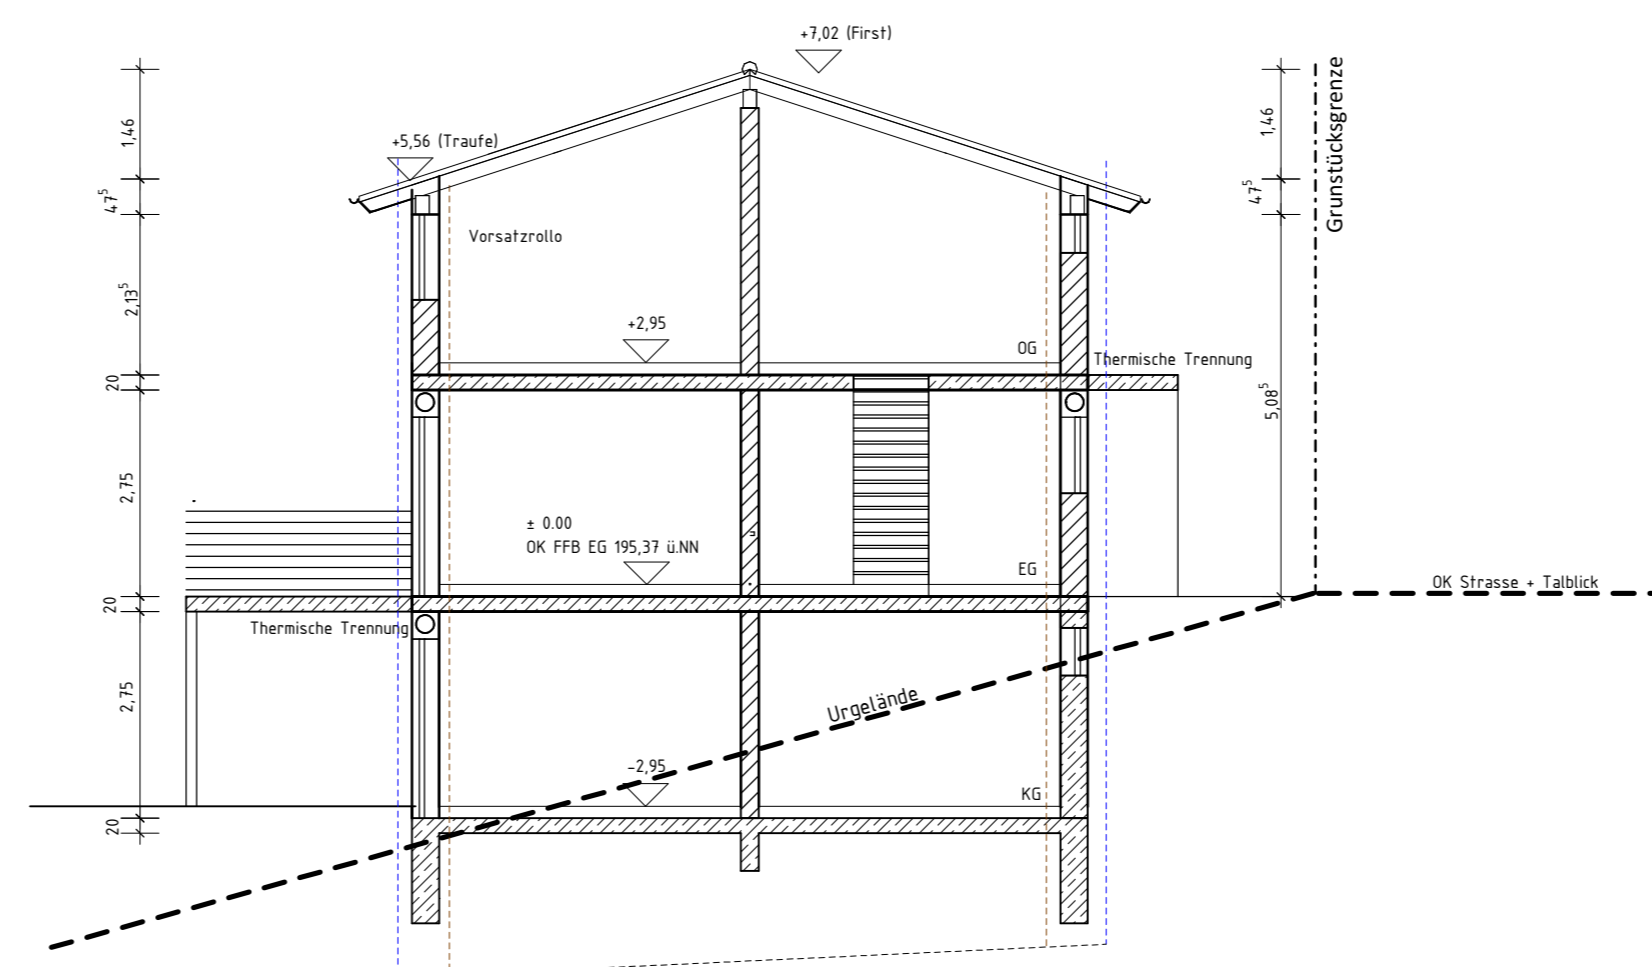 +7,02 (First)
Grunstücksgrenze
1,46
1,46
+5,56 (Traufe)
47⁵
47⁵
Vorsatzrollo
2,13⁵
+2,95
OG
Thermische Trennung
20
5,08⁵
2,75
± 0.00
OK FFB EG 195,37 ü.NN
EG
OK Strasse + Talblick
20
Thermische Trennung
2,75
Urgelände
-2,95
KG
20